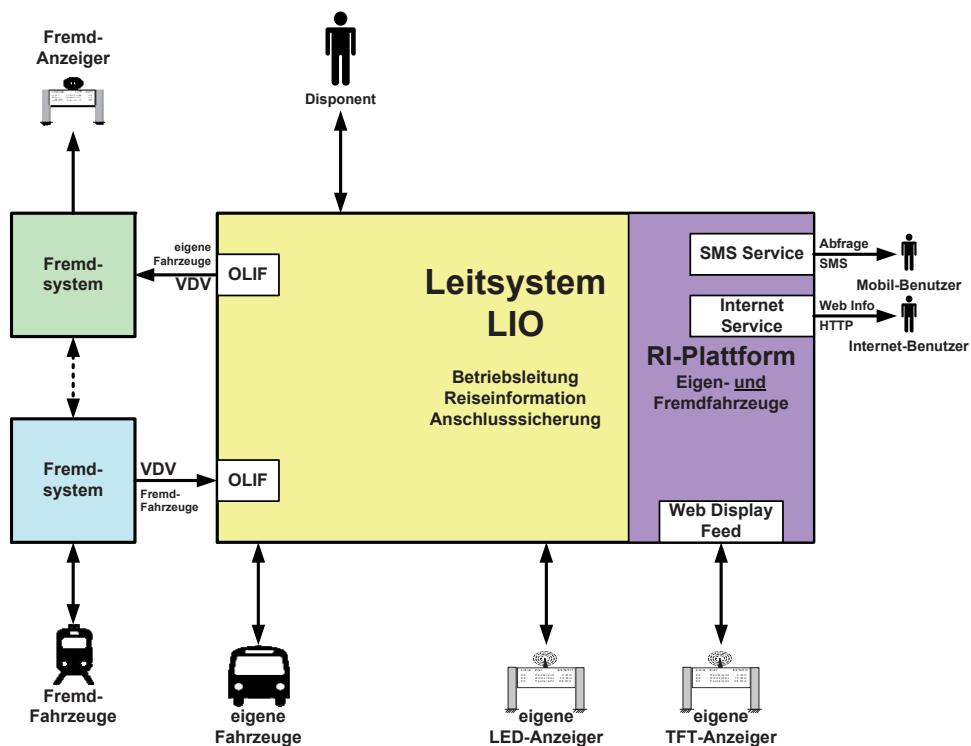 Fremd-
Anzeiger
Disponent
Fremd-
system
eigene
Fahrzeuge
VDV
OLIF
Leitsystem
LIO
Betriebsleitung
Reiseinformation
Anschlusssicherung
SMS Service
Abfrage
SMS
Mobil-Benutzer
Internet
Service
Web Info
HTTP
Internet-Benutzer
RI-Plattform
Eigen- und
Fremdfahrzeuge
Fremd-
system
VDV
Fremd-
Fahrzeuge
OLIF
Web Display
Feed
Fremd-
Fahrzeuge
eigene
Fahrzeuge
eigene
LED-Anzeiger
eigene
TFT-Anzeiger